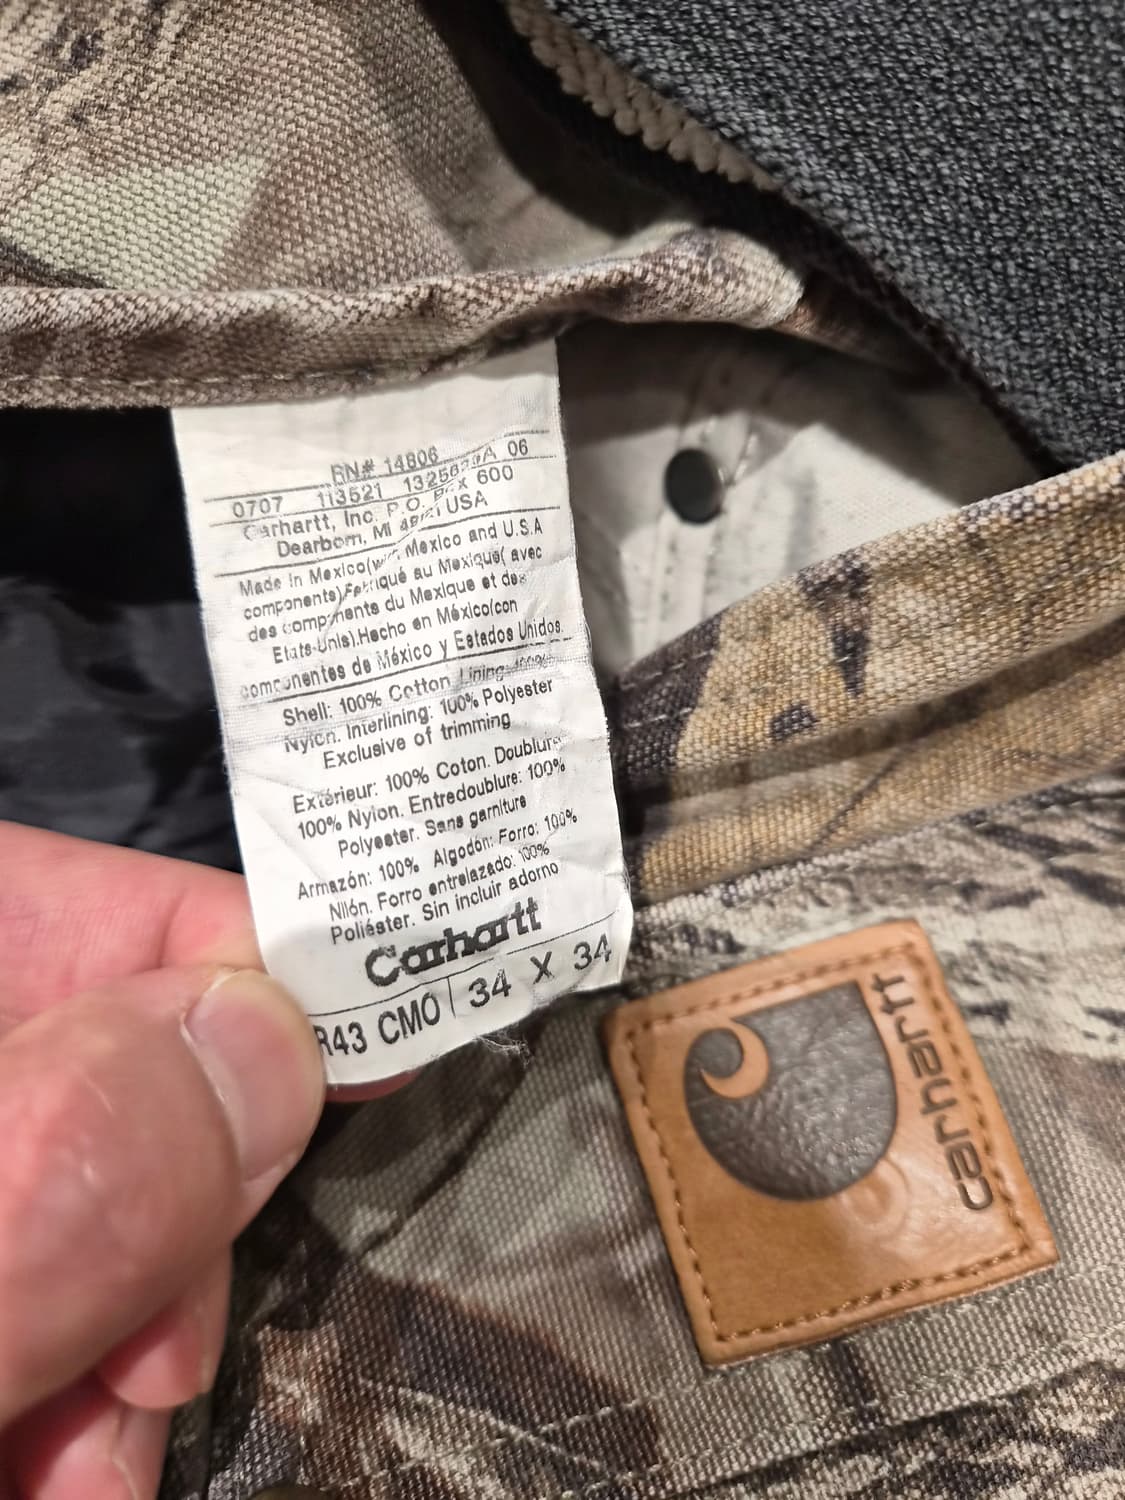 RN# 14806
0707 113521 06
Carhartt, Inc. P.O. Box 600
Dearborn, MI USA
Made In Mexico( Mexico and U.S.A
components) au Mexique( avec
des du Mexique et des
Etats-Unis).Hecho en México(con
componentes de México y Estados Unidos.
Shell: 100% Cotton Lining: 100%
Nylon. Interlining: 100% Polyester
Exclusive of trimming
Extérieur: 100% Coton. Doublure:
100% Nylon. Entredoublure: 100%
Polyester. Sans garniture
Armazón: 100% Algodón: Forro: 100%
Nilón. Forro entrelazado: 100%
Poliéster. Sin incluir adorno
Carhartt
R43 CMO 34 X 34
carhartt